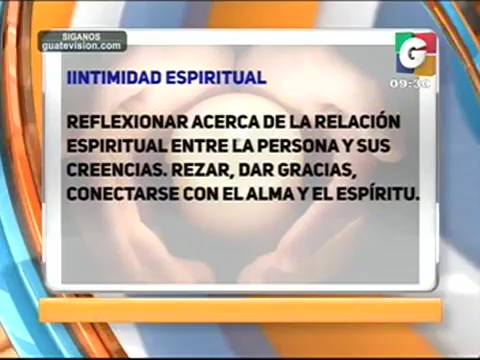 SIGANOS
guatevision.com
G
09:30
IINTIMIDAD ESPIRITUAL
REFLEXIONAR ACERCA DE LA RELACIÓN
ESPIRITUAL ENTRE LA PERSONA Y SUS
CREENCIAS. REZAR, DAR GRACIAS,
CONECTARSE CON EL ALMA Y EL ESPÍRITU.